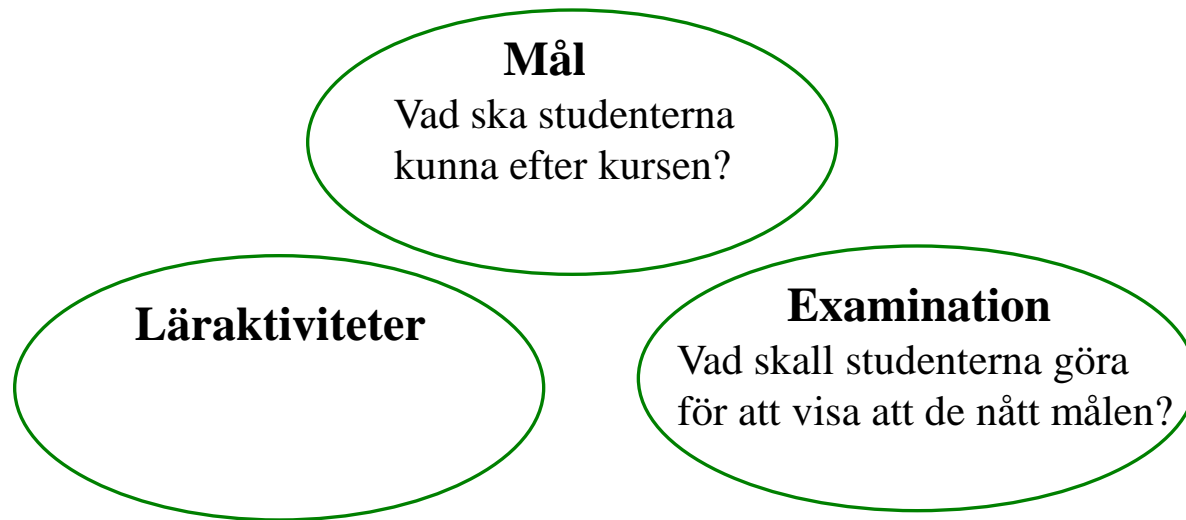 Mål
Vad ska studenterna
kunna efter kursen?
Läraktiviteter
Examination
Vad skall studenterna göra
för att visa att de nått målen?